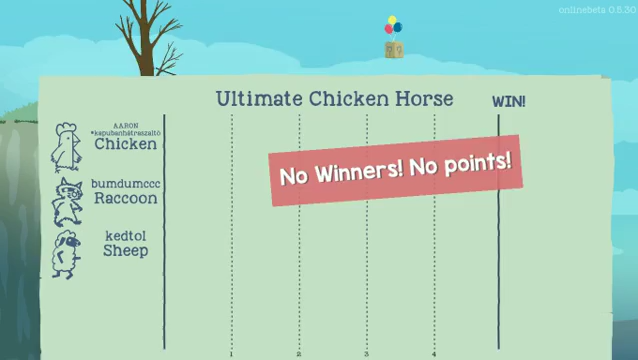 onlinebeta 0.5.30
Ultimate Chicken Horse
WIN!
AARON
*kapubanhátraszaltó
Chicken
No Winners! No points!
bumdumccc
Raccoon
kedtol
Sheep
1 2 3 4